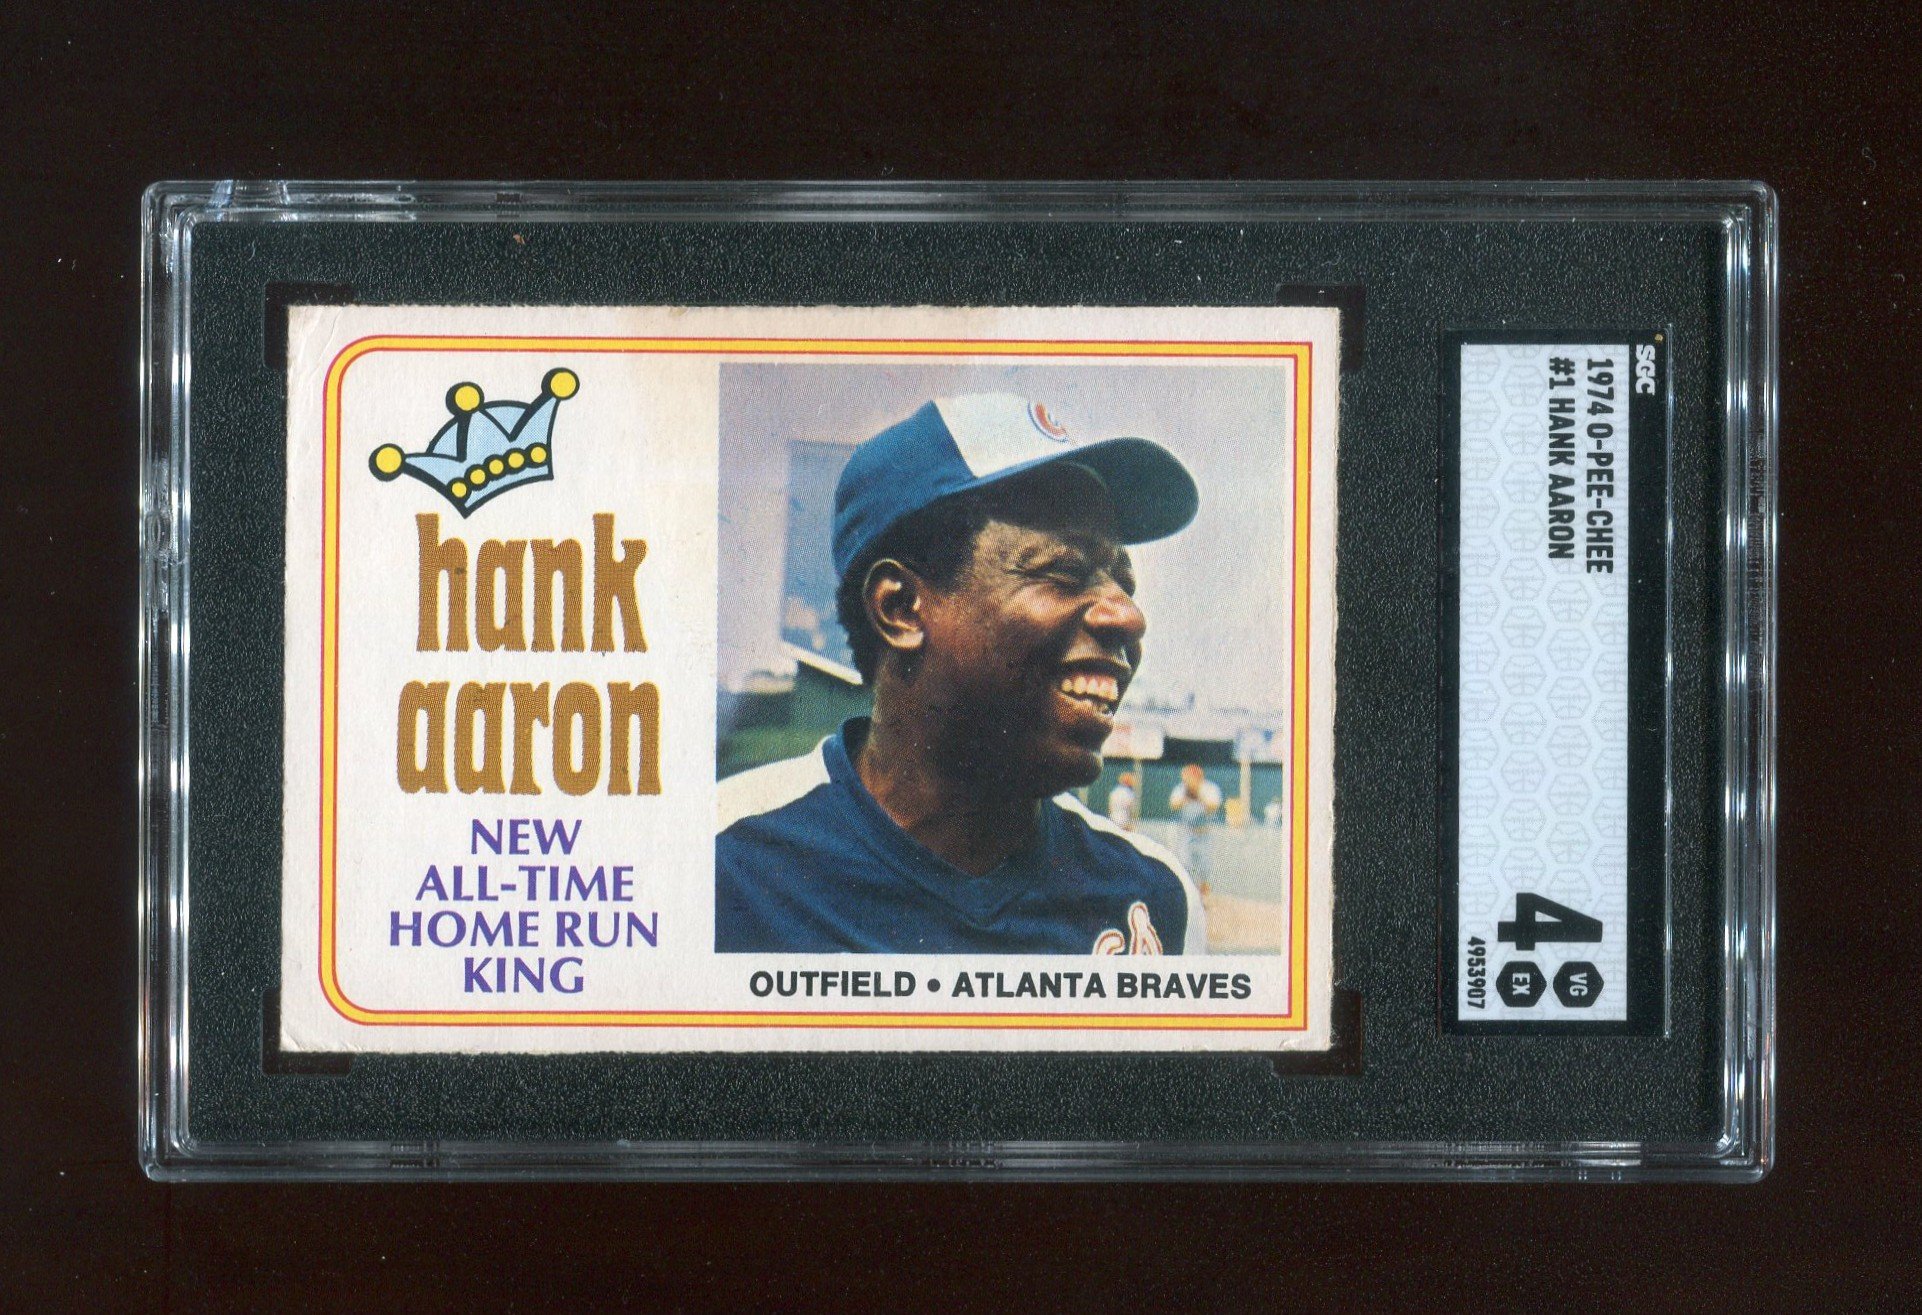 hank
aaron
NEW
ALL-TIME
HOME RUN
KING
OUTFIELD • ATLANTA BRAVES
SGC
1974 O-PEE-CHEE
#1 HANK AARON
4
VG
EX
4953907